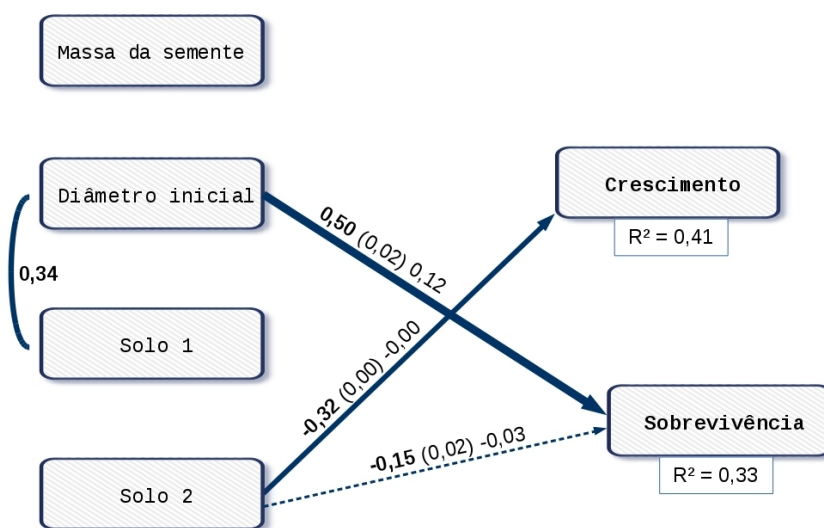 Massa da semente
Diâmetro inicial
Crescimento
0,50 (0,02) 0,12
R² = 0,41
0,34
Solo 1
-0,32 (0,00) -0,00
Sobrevivência
-0,15 (0,02) -0,03
R² = 0,33
Solo 2